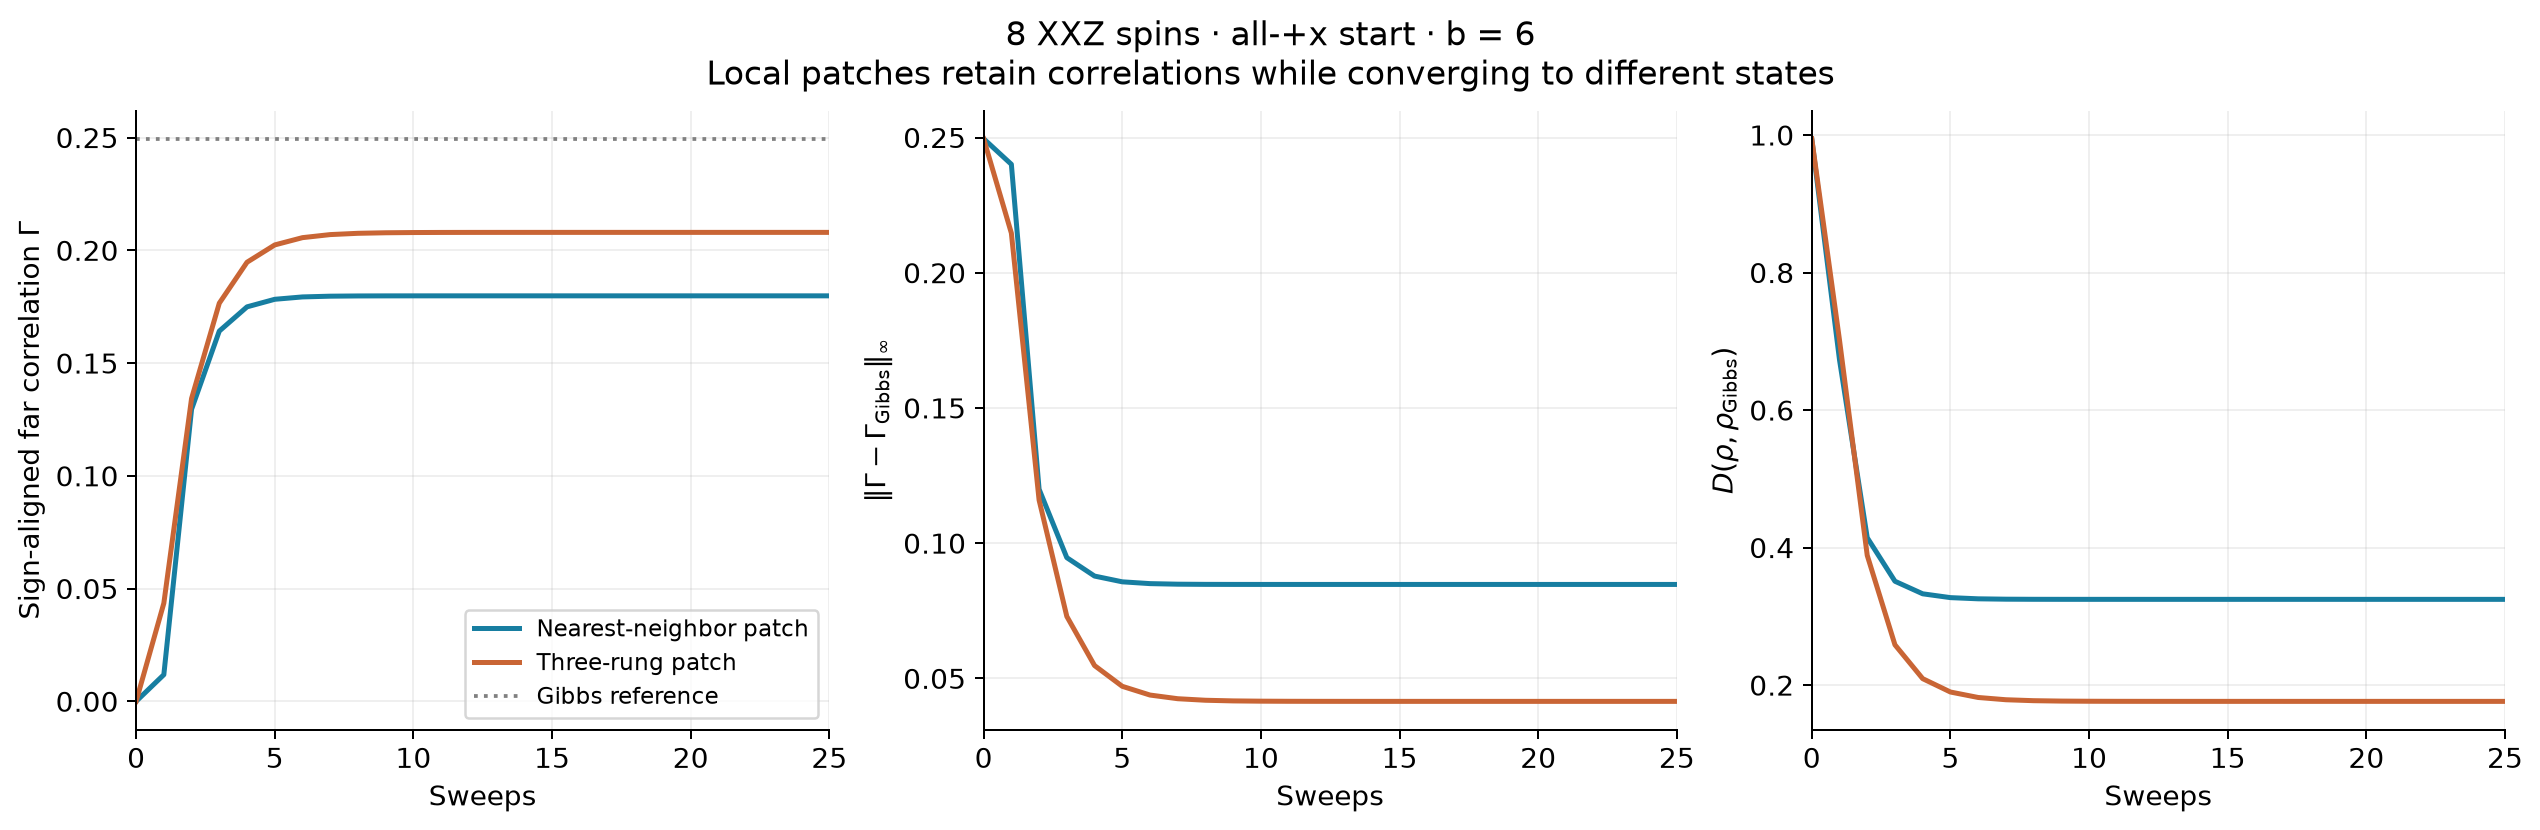 8 XXZ spins · all-+x start · b = 6
Local patches retain correlations while converging to different states
Sign-aligned far correlation Γ
0.25
0.20
0.15
0.10
0.05
0.00
0 5 10 15 20 25
Sweeps
Nearest-neighbor patch
Three-rung patch
Gibbs reference
‖Γ − Γ_Gibbs‖_∞
0.25
0.20
0.15
0.10
0.05
0 5 10 15 20 25
Sweeps
D(ρ, ρ_Gibbs)
1.0
0.8
0.6
0.4
0.2
0 5 10 15 20 25
Sweeps